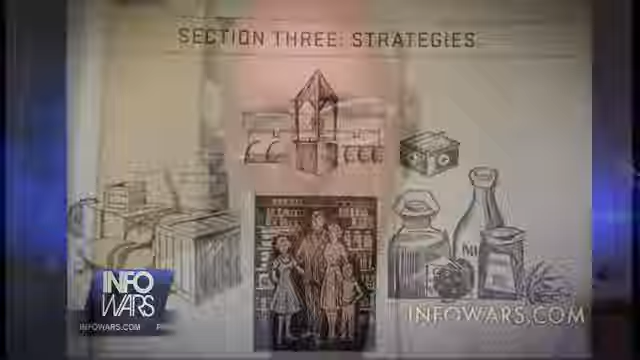 SECTION THREE: STRATEGIES
INFO
WARS
INFOWARS.COM
INFOWARS.COM